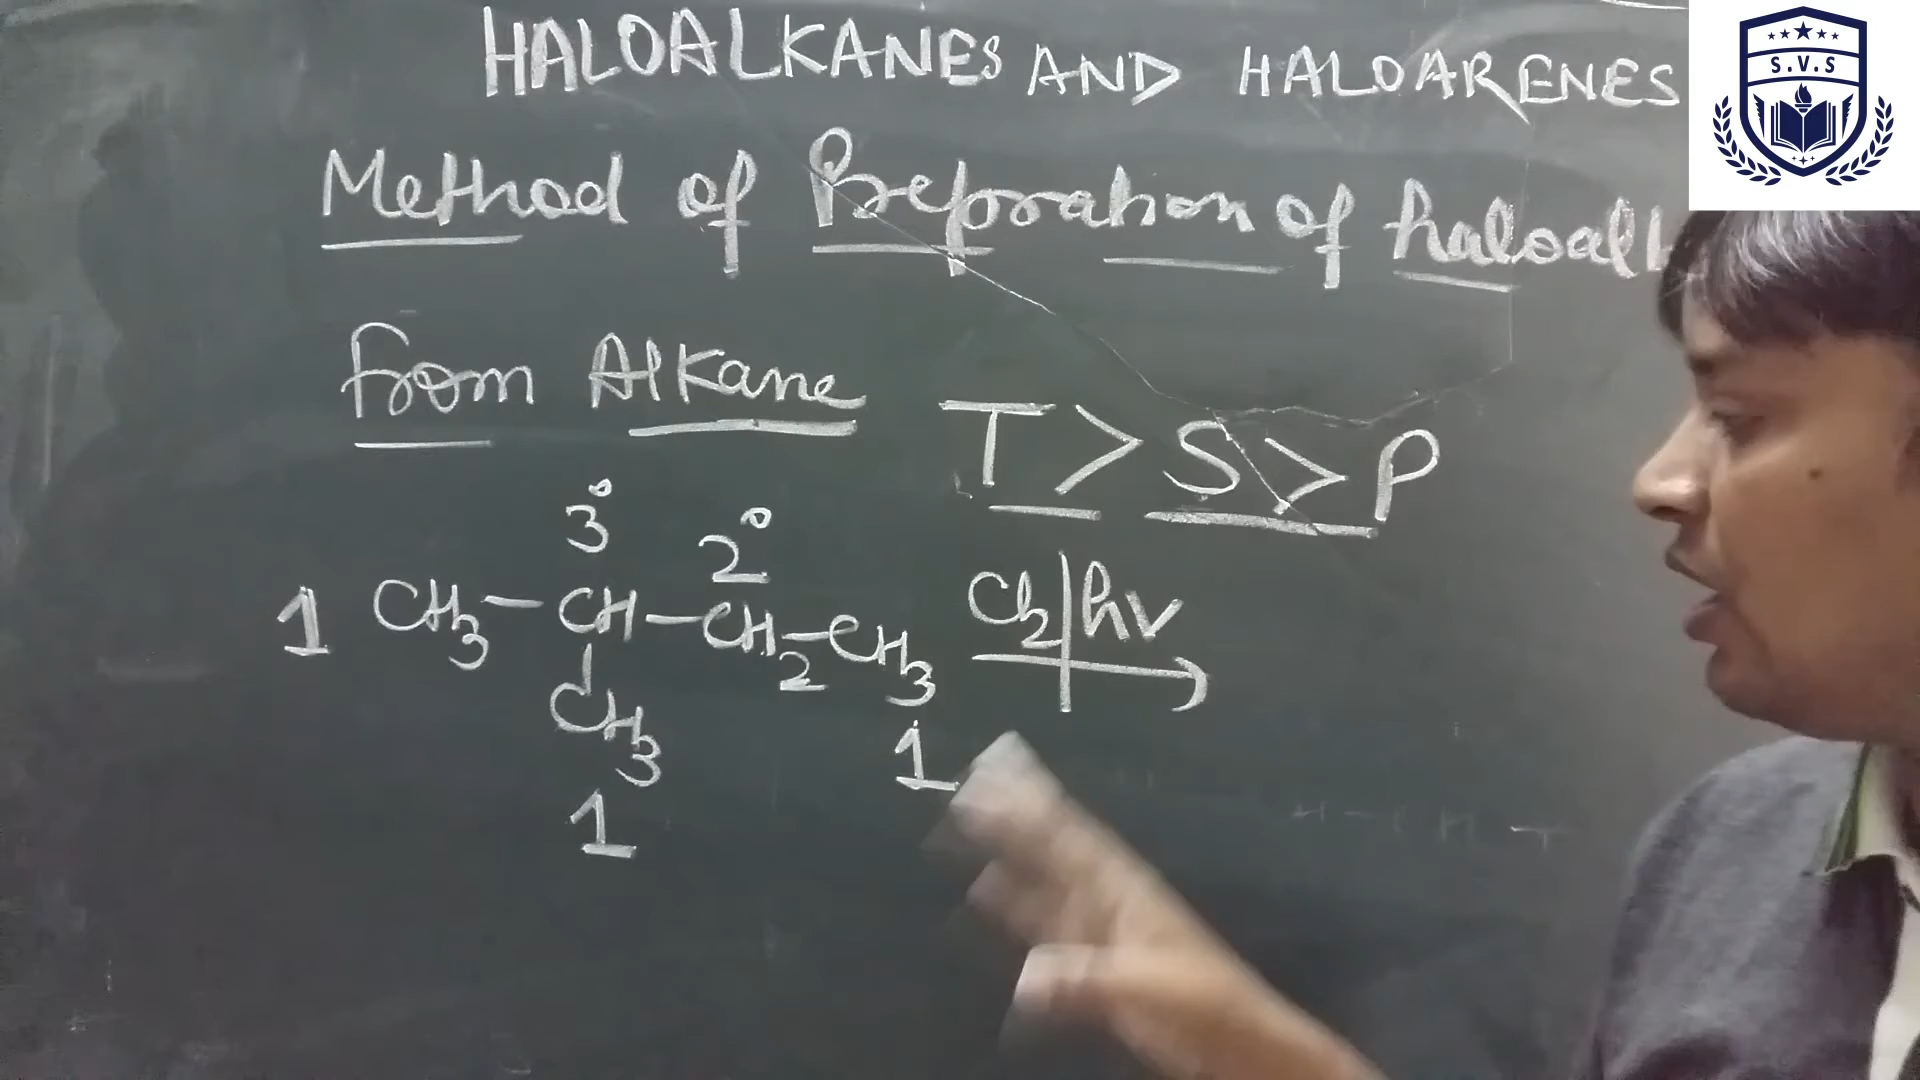 HALOALKANES AND HALOARENES
S.V.S
Method of Prepration of haloalk
from Alkane
T > S > P
3° 2°
1 CH3 - CH - CH2 - CH3 Cl2 | hν
CH3 1
1